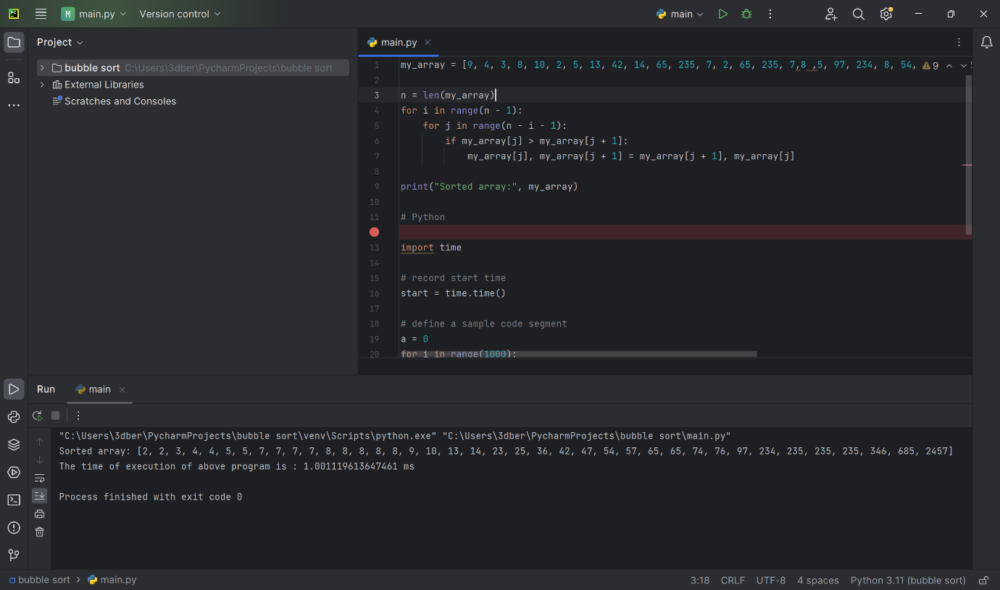 PC
M main.py Version control main
Project
main.py
bubble sort C:\Users\3dber\PycharmProjects\bubble sort
External Libraries
Scratches and Consoles
1 my_array = [9, 4, 3, 8, 10, 2, 5, 13, 42, 14, 65, 235, 7, 2, 65, 235, 7,8 ,5, 97, 234, 8, 54, 9
2
3 n = len(my_array)
4 for i in range(n - 1):
5 for j in range(n - i - 1):
6 if my_array[j] > my_array[j + 1]:
7 my_array[j], my_array[j + 1] = my_array[j + 1], my_array[j]
8
9 print("Sorted array:", my_array)
10
11 # Python
13 import time
14
15 # record start time
16 start = time.time()
17
18 # define a sample code segment
19 a = 0
20 for i in range(1000):
Run main
"C:\Users\3dber\PycharmProjects\bubble sort\venv\Scripts\python.exe" "C:\Users\3dber\PycharmProjects\bubble sort\main.py"
Sorted array: [2, 2, 3, 4, 4, 5, 5, 7, 7, 7, 7, 8, 8, 8, 8, 8, 9, 10, 13, 14, 23, 25, 36, 42, 47, 54, 57, 65, 65, 74, 76, 97, 234, 235, 235, 235, 346, 685, 2457]
The time of execution of above program is : 1.001119613647461 ms
Process finished with exit code 0
bubble sort > main.py
3:18 CRLF UTF-8 4 spaces Python 3.11 (bubble sort)